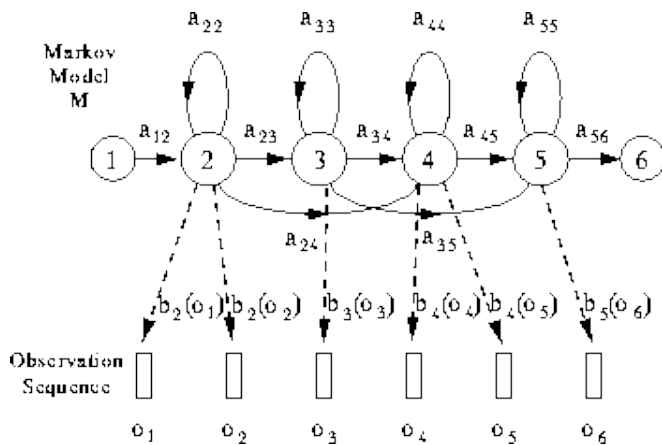 a22 a33 a44 a55
Markov
Model
M
a12 a23 a34 a45 a56
1 2 3 4 5 6
a24 a35
b2(o1) b2(o2) b3(o3) b4(o4) b4(o5) b5(o6)
Observation
Sequence
o1 o2 o3 o4 o5 o6